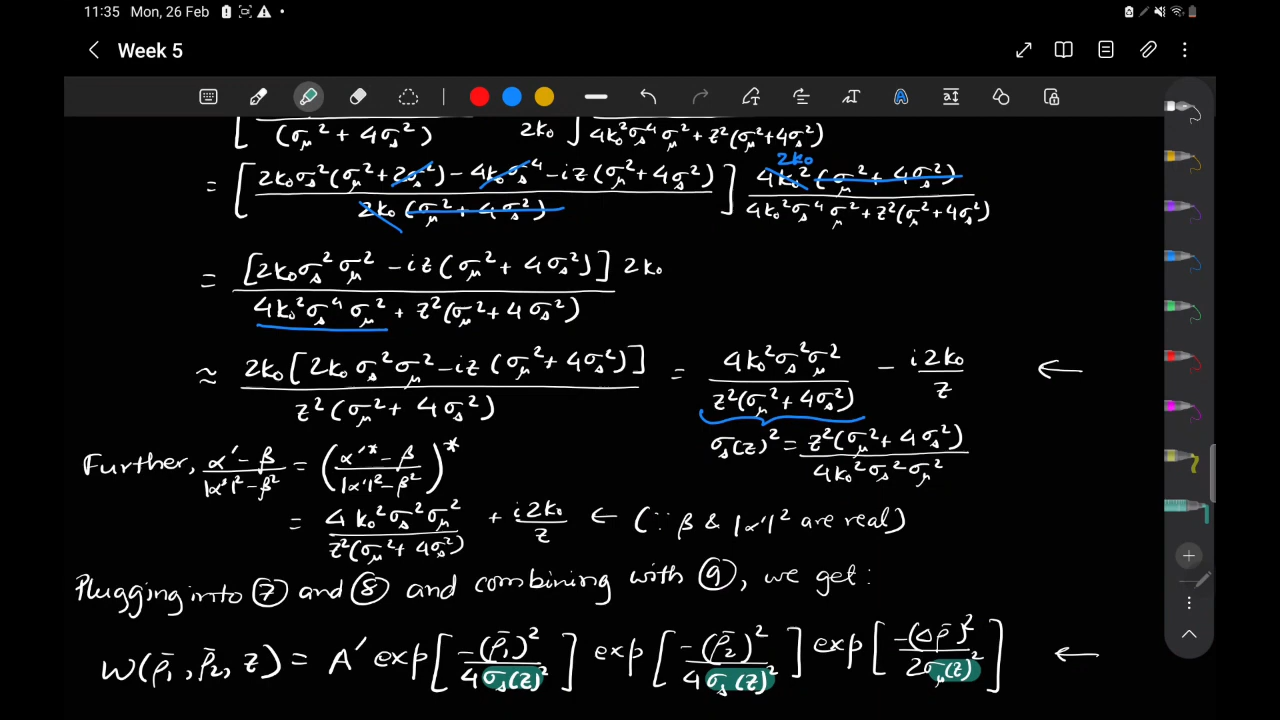 11:35 Mon, 26 Feb
Week 5
(σμ² + 4σs²) 2k₀ ] 4k₀²σs⁴σμ² + z²(σμ² + 4σs²)
2k₀
= [ 2k₀σs²(σμ² + 2σs²) - 4k₀σs⁴ - iz(σμ² + 4σs²) / 2k₀(σμ² + 4σs²) ] 4k₀²(σμ² + 4σs²) / 4k₀²σs⁴σμ² + z²(σμ² + 4σs²)
= [2k₀σs²σμ² - iz(σμ² + 4σs²)] 2k₀ / 4k₀²σs⁴σμ² + z²(σμ² + 4σs²)
≈ 2k₀[2k₀σs²σμ² - iz(σμ² + 4σs²)] / z²(σμ² + 4σs²) = 4k₀²σs²σμ² / z²(σμ² + 4σs²) - i2k₀ / z ←
σs(z)² = z²(σμ² + 4σs²) / 4k₀²σs²σμ²
Further, α' - β / |α'|² - β² = (α'* - β / |α'|² - β²)*
= 4k₀²σs²σμ² / z²(σμ² + 4σs²) + i2k₀ / z ← (∵ β & |α'|² are real)
Plugging into ⑦ and ⑧ and combining with ⑨, we get:
W(ρ̄₁, ρ̄₂, z) = A' exp[-(ρ̄₁)² / 4σs(z)²] exp[-(ρ̄₂)² / 4σs(z)²] exp[-(Δρ̄)² / 2σμ(z)²] ←